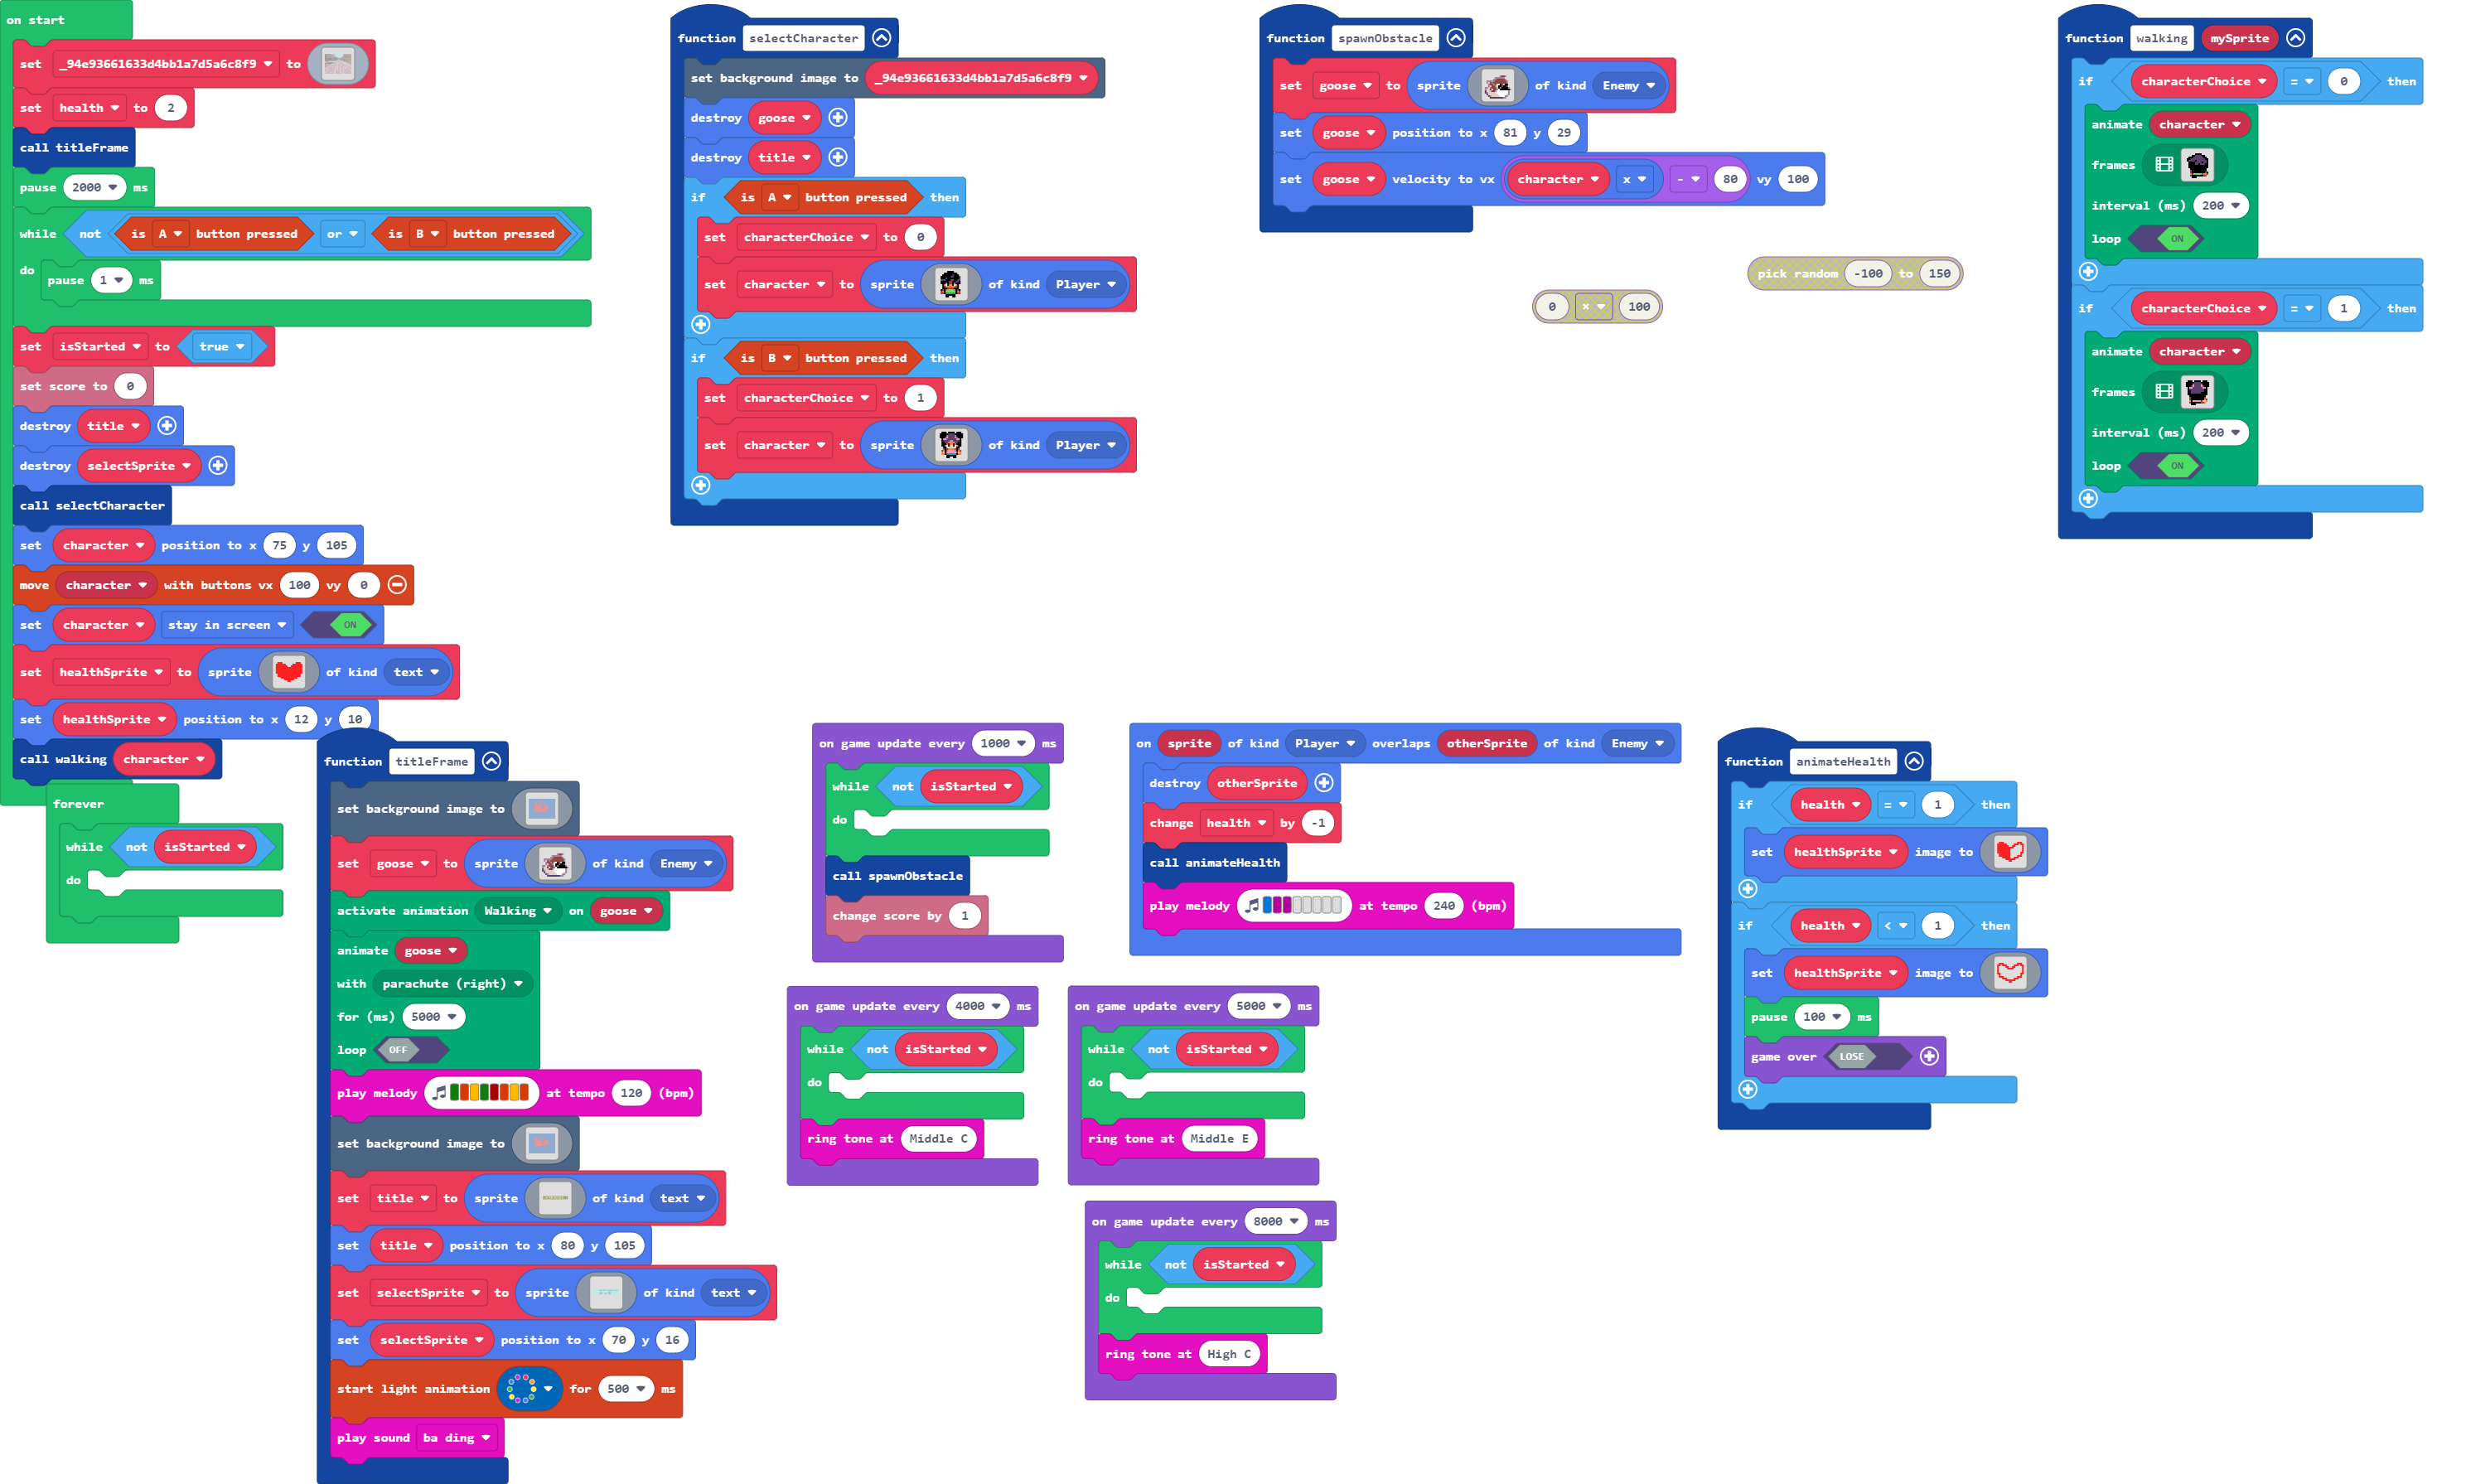 on start
set _94e93661633d4bb1a7d5a6c8f9 to
set health to 2
call titleFrame
pause 2000 ms
while not is A button pressed or is B button pressed
do
pause 1 ms
set isStarted to true
set score to 0
destroy title
destroy selectSprite
call selectCharacter
set character position to x 75 y 105
move character with buttons vx 100 vy 0
set character stay in screen ON
set healthSprite to sprite of kind text
set healthSprite position to x 12 y 10
call walking character
forever
while not isStarted
do
function titleFrame
set background image to
set goose to sprite of kind Enemy
activate animation Walking on goose
animate goose
with parachute (right)
for (ms) 5000
loop OFF
play melody at tempo 120 (bpm)
set background image to
set title to sprite of kind text
set title position to x 80 y 105
set selectSprite to sprite of kind text
set selectSprite position to x 70 y 16
start light animation for 500 ms
play sound ba ding
function selectCharacter
set background image to _94e93661633d4bb1a7d5a6c8f9
destroy goose
destroy title
if is A button pressed then
set characterChoice to 0
set character to sprite of kind Player
if is B button pressed then
set characterChoice to 1
set character to sprite of kind Player
function spawnObstacle
set goose to sprite of kind Enemy
set goose position to x 81 y 29
set goose velocity to vx character x - 80 vy 100
pick random -100 to 150
0 × 100
function walking mySprite
if characterChoice = 0 then
animate character
frames
interval (ms) 200
loop ON
if characterChoice = 1 then
animate character
frames
interval (ms) 200
loop ON
on game update every 1000 ms
while not isStarted
do
call spawnObstacle
change score by 1
on sprite of kind Player overlaps otherSprite of kind Enemy
destroy otherSprite
change health by -1
call animateHealth
play melody at tempo 240 (bpm)
function animateHealth
if health = 1 then
set healthSprite image to
if health < 1 then
set healthSprite image to
pause 100 ms
game over LOSE
on game update every 4000 ms
while not isStarted
do
ring tone at Middle C
on game update every 5000 ms
while not isStarted
do
ring tone at Middle E
on game update every 8000 ms
while not isStarted
do
ring tone at High C